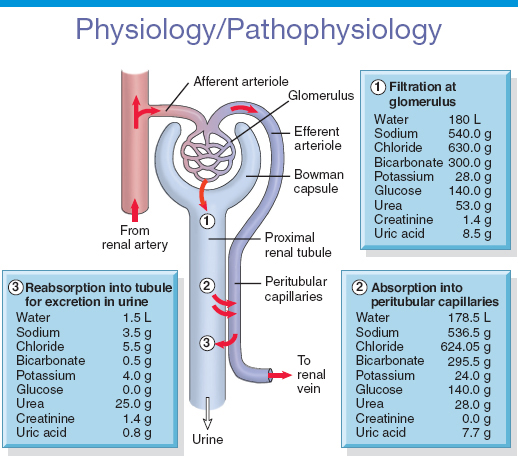 Physiology/Pathophysiology
Afferent arteriole
Glomerulus
Efferent
arteriole
Bowman
capsule
From
renal artery
1
Proximal
renal tubule
2
Peritubular
capillaries
3
To
renal
vein
Urine
1 Filtration at
glomerulus
Water 180 L
Sodium 540.0 g
Chloride 630.0 g
Bicarbonate 300.0 g
Potassium 28.0 g
Glucose 140.0 g
Urea 53.0 g
Creatinine 1.4 g
Uric acid 8.5 g
3 Reabsorption into tubule
for excretion in urine
Water 1.5 L
Sodium 3.5 g
Chloride 5.5 g
Bicarbonate 0.5 g
Potassium 4.0 g
Glucose 0.0 g
Urea 25.0 g
Creatinine 1.4 g
Uric acid 0.8 g
2 Absorption into
peritubular capillaries
Water 178.5 L
Sodium 536.5 g
Chloride 624.05 g
Bicarbonate 295.5 g
Potassium 24.0 g
Glucose 140.0 g
Urea 28.0 g
Creatinine 0.0 g
Uric acid 7.7 g